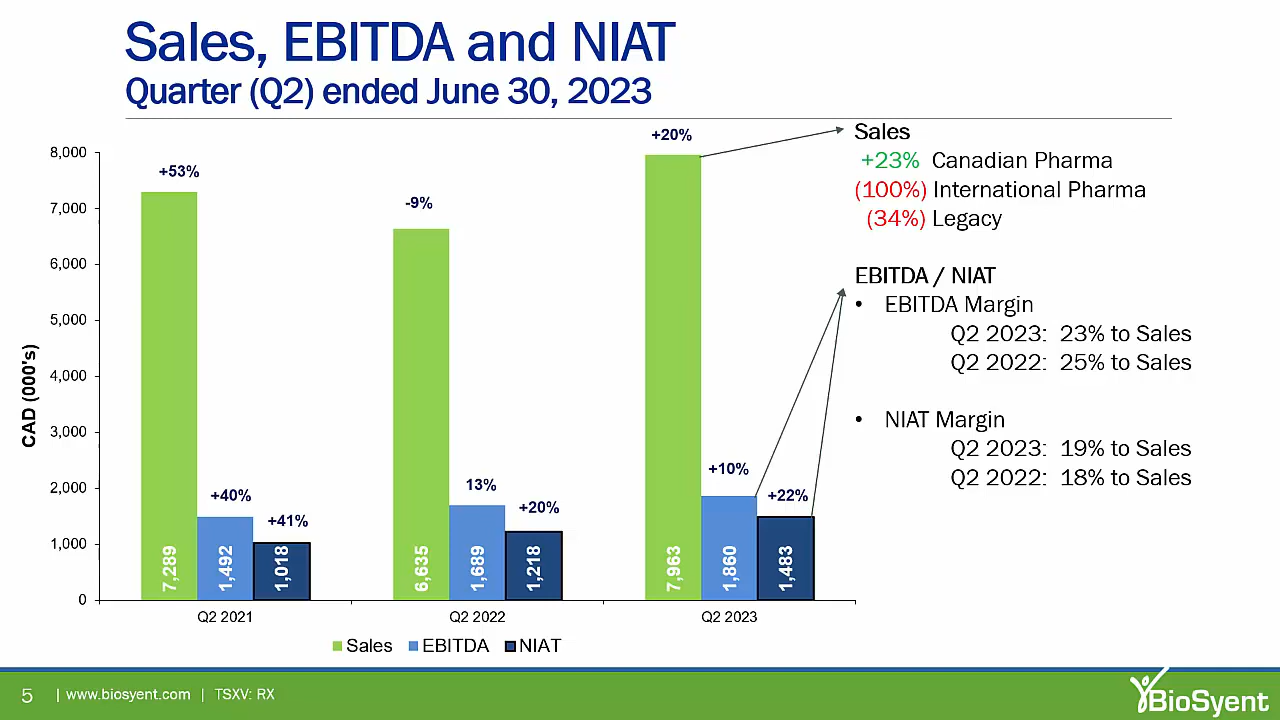 Sales, EBITDA and NIAT
Quarter (Q2) ended June 30, 2023
CAD (000's)
8,000
7,000
6,000
5,000
4,000
3,000
2,000
1,000
0
+53%
+40%
+41%
7,289
1,492
1,018
-9%
13%
+20%
6,635
1,689
1,218
+20%
+10%
+22%
7,963
1,860
1,483
Q2 2021
Q2 2022
Q2 2023
Sales
EBITDA
NIAT
Sales
+23% Canadian Pharma
(100%) International Pharma
(34%) Legacy
EBITDA / NIAT
• EBITDA Margin
Q2 2023: 23% to Sales
Q2 2022: 25% to Sales
• NIAT Margin
Q2 2023: 19% to Sales
Q2 2022: 18% to Sales
5 | www.biosyent.com | TSXV: RX
BioSyent